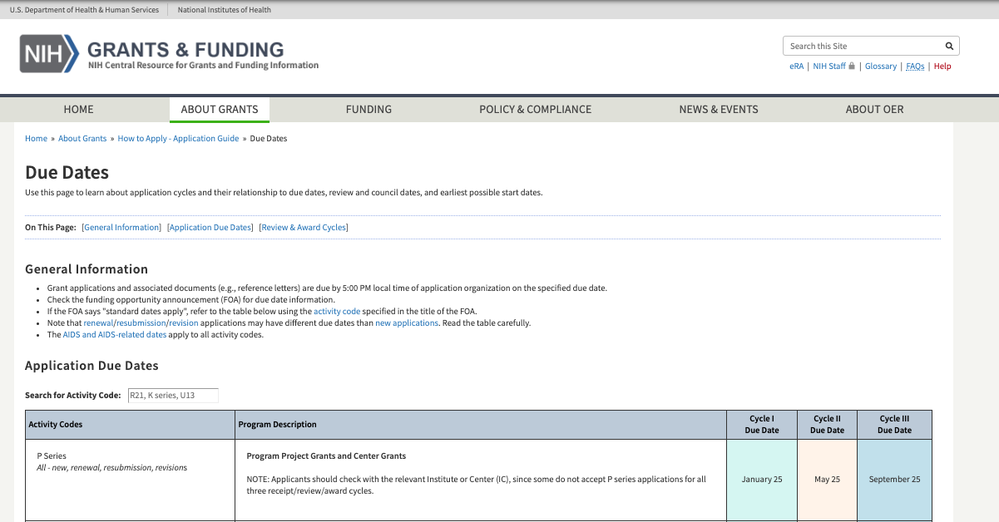 U.S. Department of Health & Human Services
National Institutes of Health
NIH
GRANTS & FUNDING
NIH Central Resource for Grants and Funding Information
Search this Site
eRA | NIH Staff | Glossary | FAQs | Help
HOME
ABOUT GRANTS
FUNDING
POLICY & COMPLIANCE
NEWS & EVENTS
ABOUT OER
Home » About Grants » How to Apply - Application Guide » Due Dates
Due Dates
Use this page to learn about application cycles and their relationship to due dates, review and council dates, and earliest possible start dates.
On This Page: [General Information] [Application Due Dates] [Review & Award Cycles]
General Information
• Grant applications and associated documents (e.g., reference letters) are due by 5:00 PM local time of application organization on the specified due date.
• Check the funding opportunity announcement (FOA) for due date information.
• If the FOA says "standard dates apply", refer to the table below using the activity code specified in the title of the FOA.
• Note that renewal/resubmission/revision applications may have different due dates than new applications. Read the table carefully.
• The AIDS and AIDS-related dates apply to all activity codes.
Application Due Dates
Search for Activity Code: R21, K series, U13
Activity Codes
Program Description
Cycle I
Due Date
Cycle II
Due Date
Cycle III
Due Date
P Series
All - new, renewal, resubmission, revisions
Program Project Grants and Center Grants
NOTE: Applicants should check with the relevant Institute or Center (IC), since some do not accept P series applications for all
three receipt/review/award cycles.
January 25
May 25
September 25